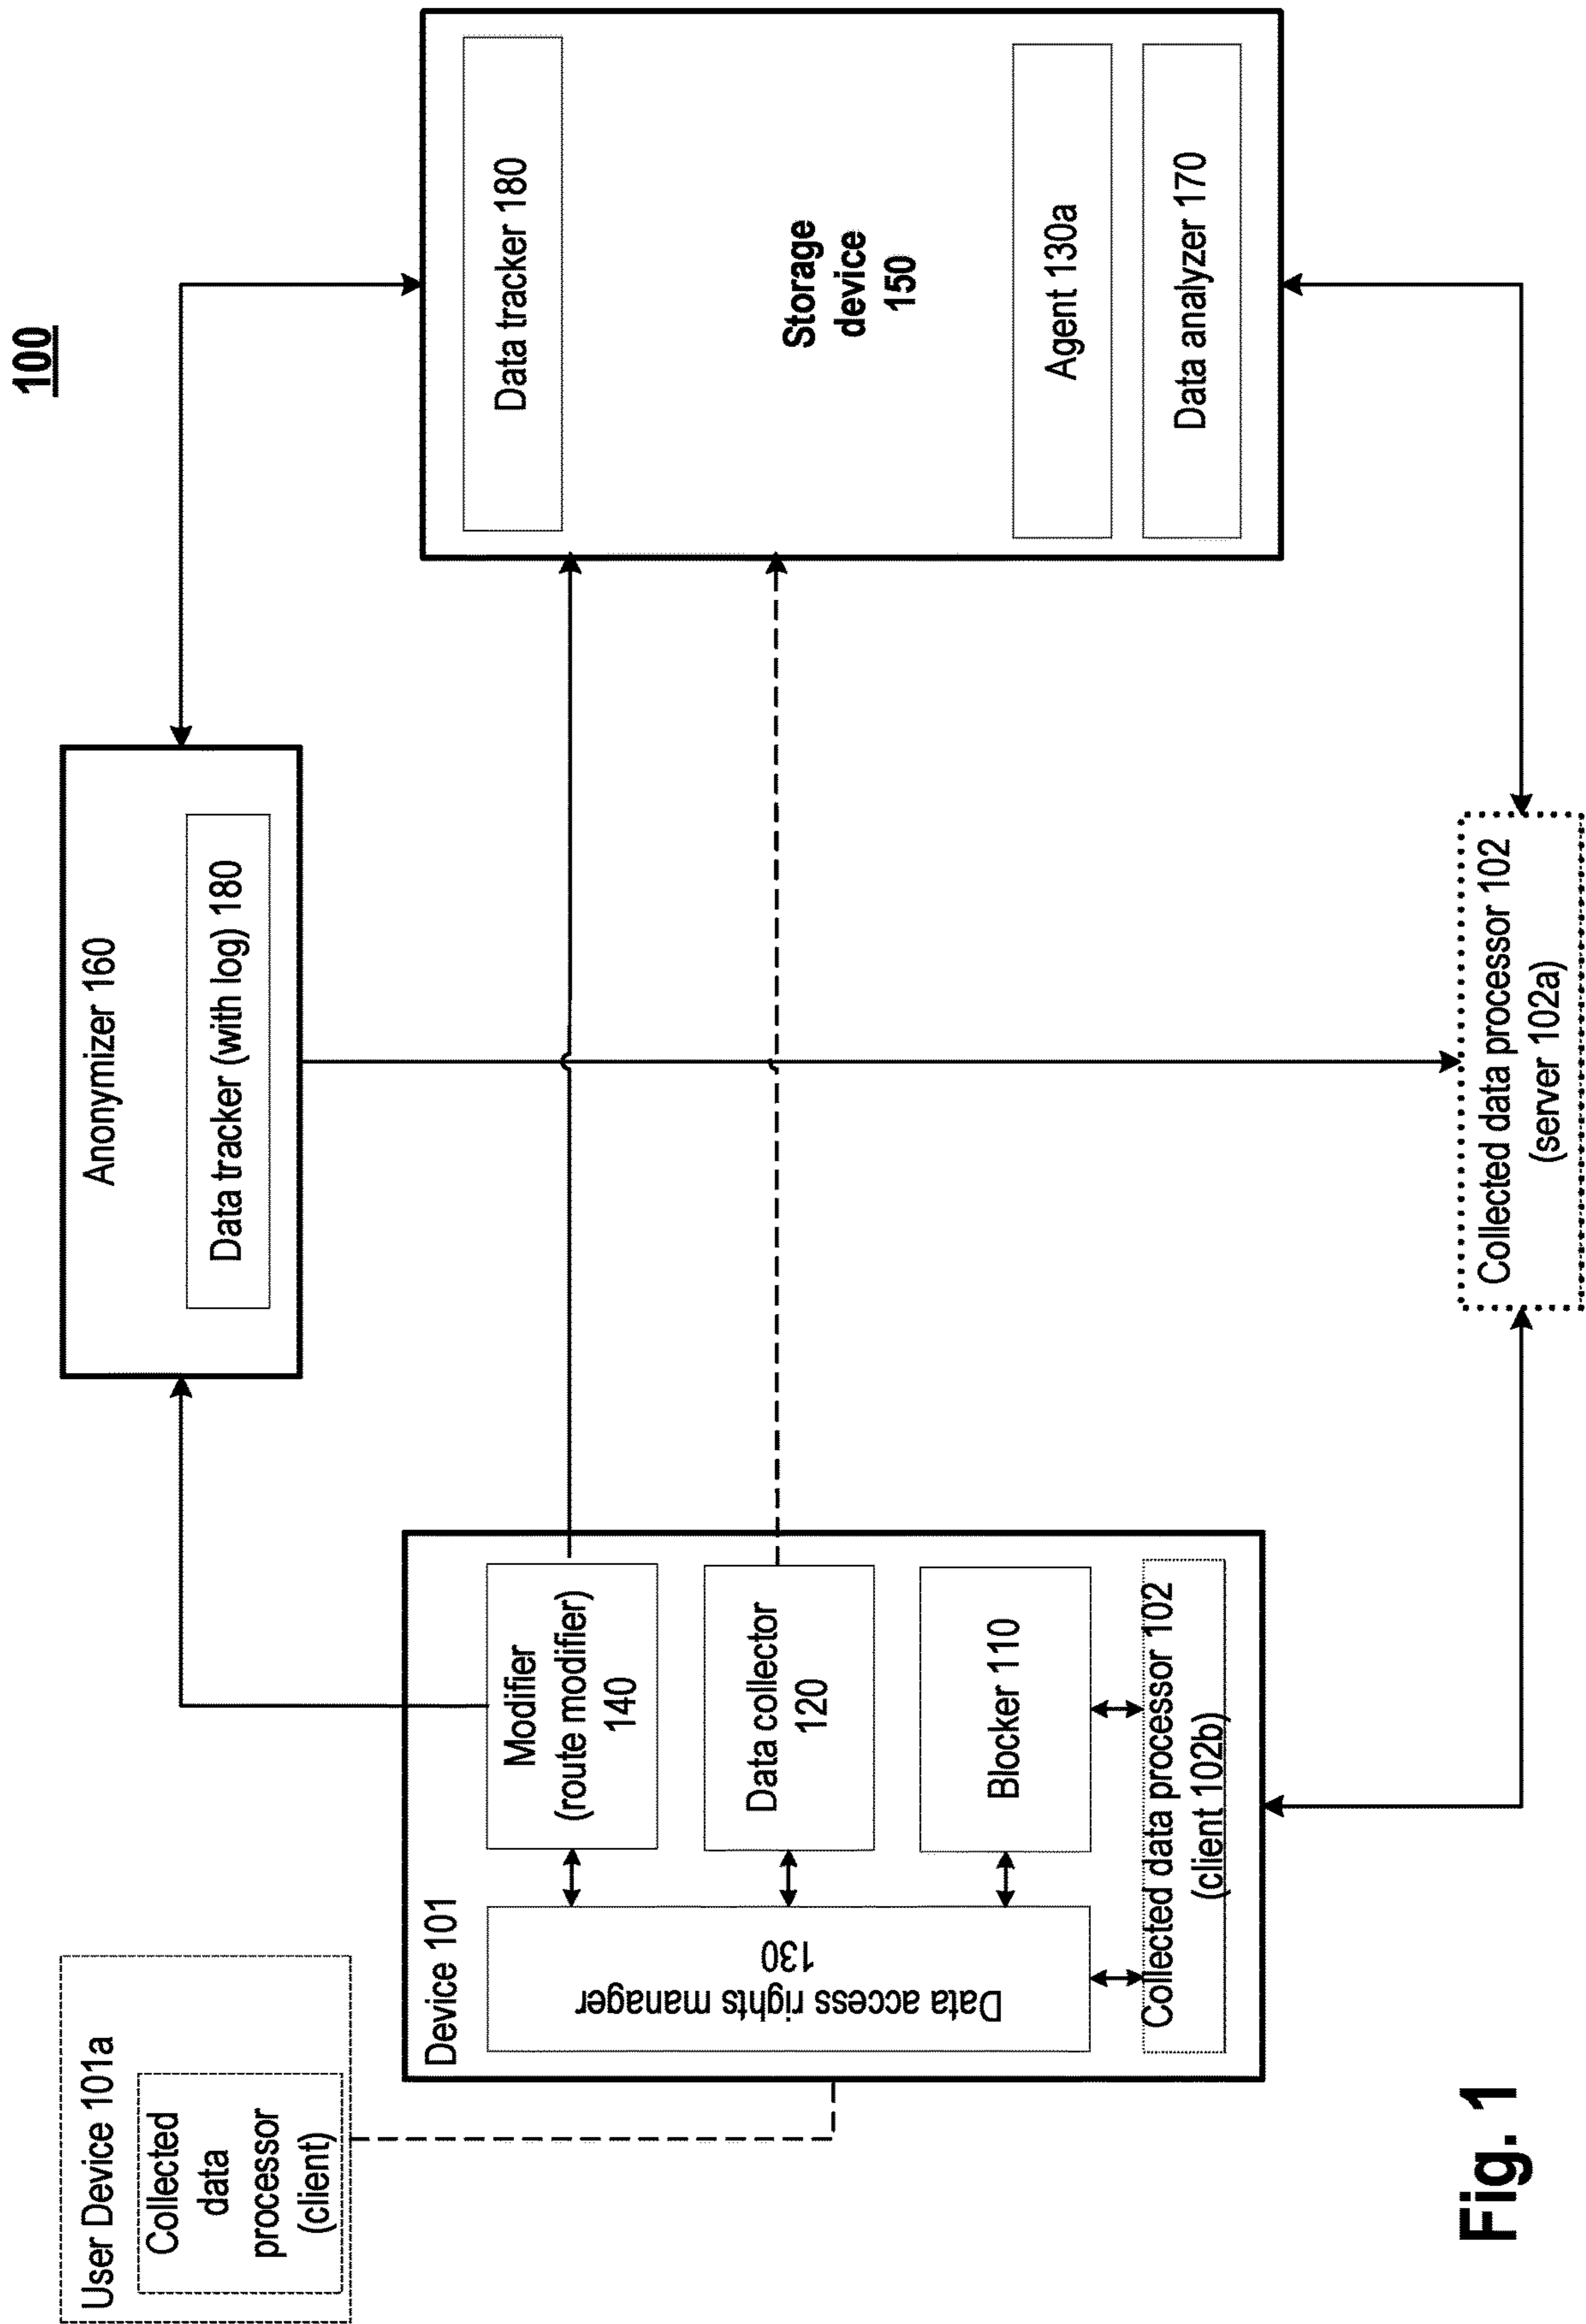 100
User Device 101a
Collected
data
processor
(client)
Device 101
Data access rights manager
130
Modifier
(route modifier)
140
Data collector
120
Blocker 110
Collected data processor 102
(client 102b)
Anonymizer 160
Data tracker (with log) 180
Data tracker 180
Storage
device
150
Agent 130a
Data analyzer 170
Collected data processor 102
(server 102a)
Fig. 1